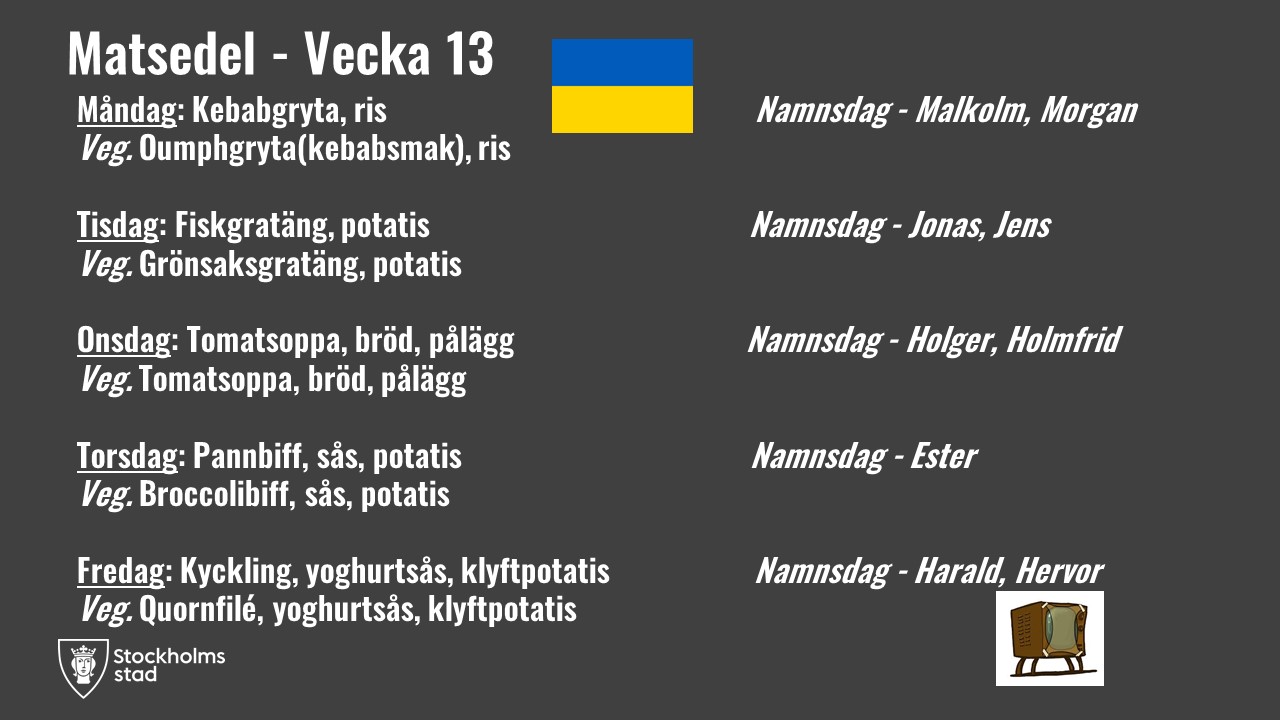 Matsedel - Vecka 13
Måndag: Kebabgryta, ris
Namnsdag - Malkolm, Morgan
Veg. Oumphgryta(kebabsmak), ris
Tisdag: Fiskgratäng, potatis
Namnsdag - Jonas, Jens
Veg. Grönsaksgratäng, potatis
Onsdag: Tomatsoppa, bröd, pålägg
Namnsdag - Holger, Holmfrid
Veg. Tomatsoppa, bröd, pålägg
Torsdag: Pannbiff, sås, potatis
Namnsdag - Ester
Veg. Broccolibiff, sås, potatis
Fredag: Kyckling, yoghurtsås, klyftpotatis
Namnsdag - Harald, Hervor
Veg. Quornfilé, yoghurtsås, klyftpotatis
Stockholms
stad